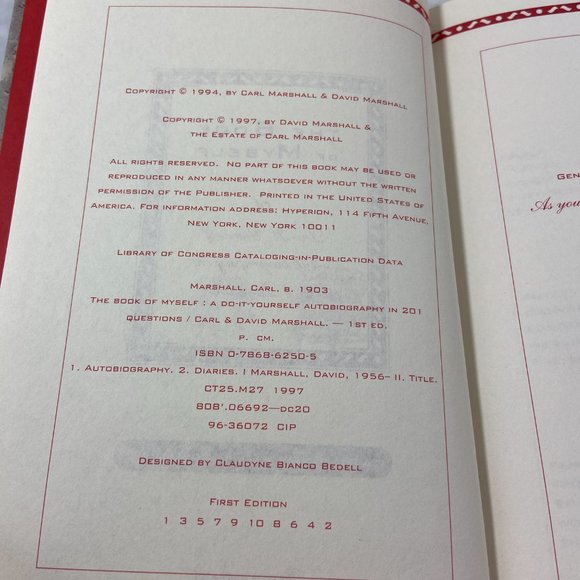 Copyright © 1994, by Carl Marshall & David Marshall
Copyright © 1997, by David Marshall &
the Estate of Carl Marshall
All rights reserved. No part of this book may be used or
reproduced in any manner whatsoever without the written
permission of the Publisher. Printed in the United States of
America. For information address: Hyperion, 114 Fifth Avenue,
New York, New York 10011
Library of Congress Cataloging-in-Publication Data
Marshall, Carl, b. 1903
The book of myself : a do-it-yourself autobiography in 201
questions / Carl & David Marshall. — 1st ed.
p. cm.
ISBN 0-7868-6250-5
1. Autobiography. 2. Diaries. I Marshall, David, 1956– II. Title.
CT25.M27 1997
808'.06692—dc20
96-36072 CIP
Designed by Claudyne Bianco Bedell
First Edition
1 3 5 7 9 10 8 6 4 2
Gen
As you